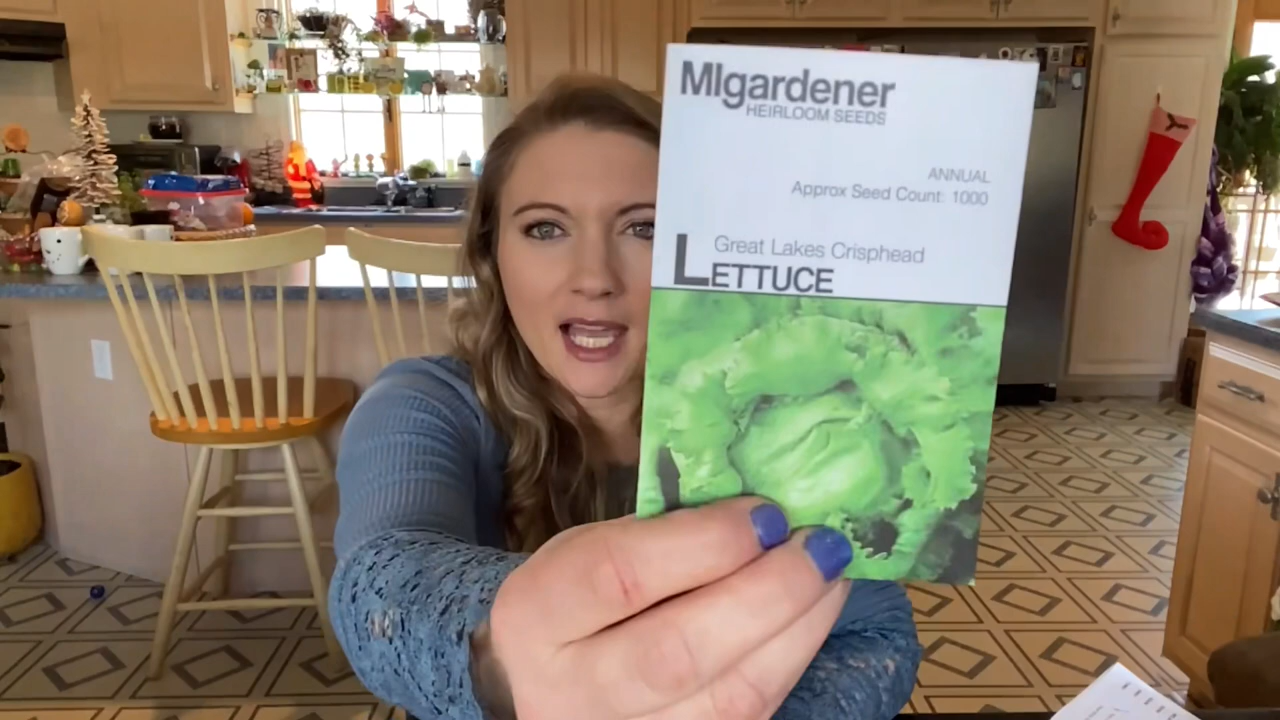 MIgardener
HEIRLOOM SEEDS
ANNUAL
Approx Seed Count: 1000
Great Lakes Crisphead
LETTUCE